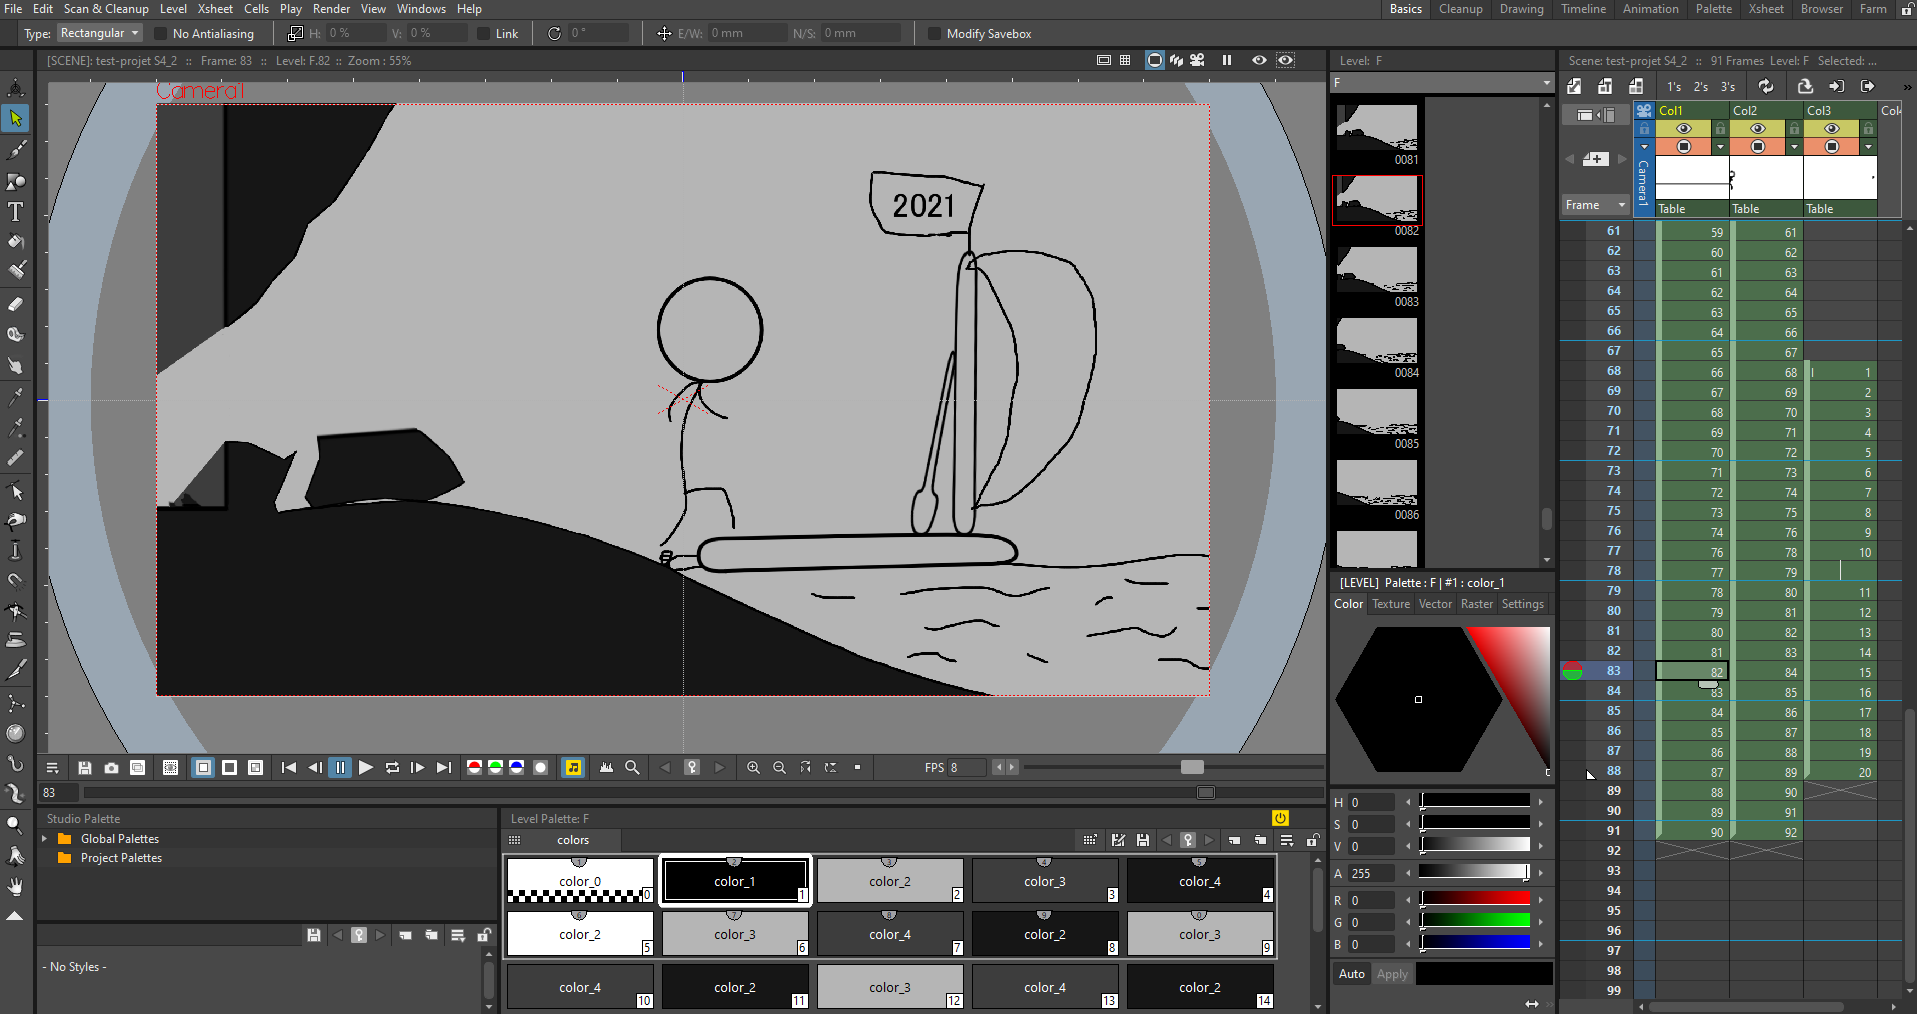 File Edit Scan & Cleanup Level Xsheet Cells Play Render View Windows Help
Basics Cleanup Drawing Timeline Animation Palette Xsheet Browser Farm
Type: Rectangular No Antialiasing H: 0 % V: 0 % Link 0 ° E/W: 0 mm N/S: 0 mm Modify Savebox
[SCENE]: test-projet S4_2 :: Frame: 83 :: Level: F.82 :: Zoom : 55%
Camera1
2021
FPS 8
83
Studio Palette
Global Palettes
Project Palettes
- No Styles -
Level Palette: F
colors
color_0 0
color_1 1
color_2 2
color_3 3
color_4 4
color_2 5
color_3 6
color_4 7
color_2 8
color_3 9
color_4 10
color_2 11
color_3 12
color_4 13
color_2 14
Level: F
F
0081
0082
0083
0084
0085
0086
[LEVEL] Palette : F | #1 : color_1
Color Texture Vector Raster Settings
H 0
S 0
V 0
A 255
R 0
G 0
B 0
Auto Apply
Scene: test-projet S4_2 :: 91 Frames Level: F Selected: ...
1's 2's 3's
Col1 Col2 Col3 Col4
Camera1
Frame
Table Table Table
61 59 61
62 60 62
63 61 63
64 62 64
65 63 65
66 64 66
67 65 67
68 66 68 1
69 67 69 2
70 68 70 3
71 69 71 4
72 70 72 5
73 71 73 6
74 72 74 7
75 73 75 8
76 74 76 9
77 76 78 10
78 77 79
79 78 80 11
80 79 81 12
81 80 82 13
82 81 83 14
83 82 84 15
84 83 85 16
85 84 86 17
86 85 87 18
87 86 88 19
88 87 89 20
89 88 90
90 89 91
91 90 92
92
93
94
95
96
97
98
99